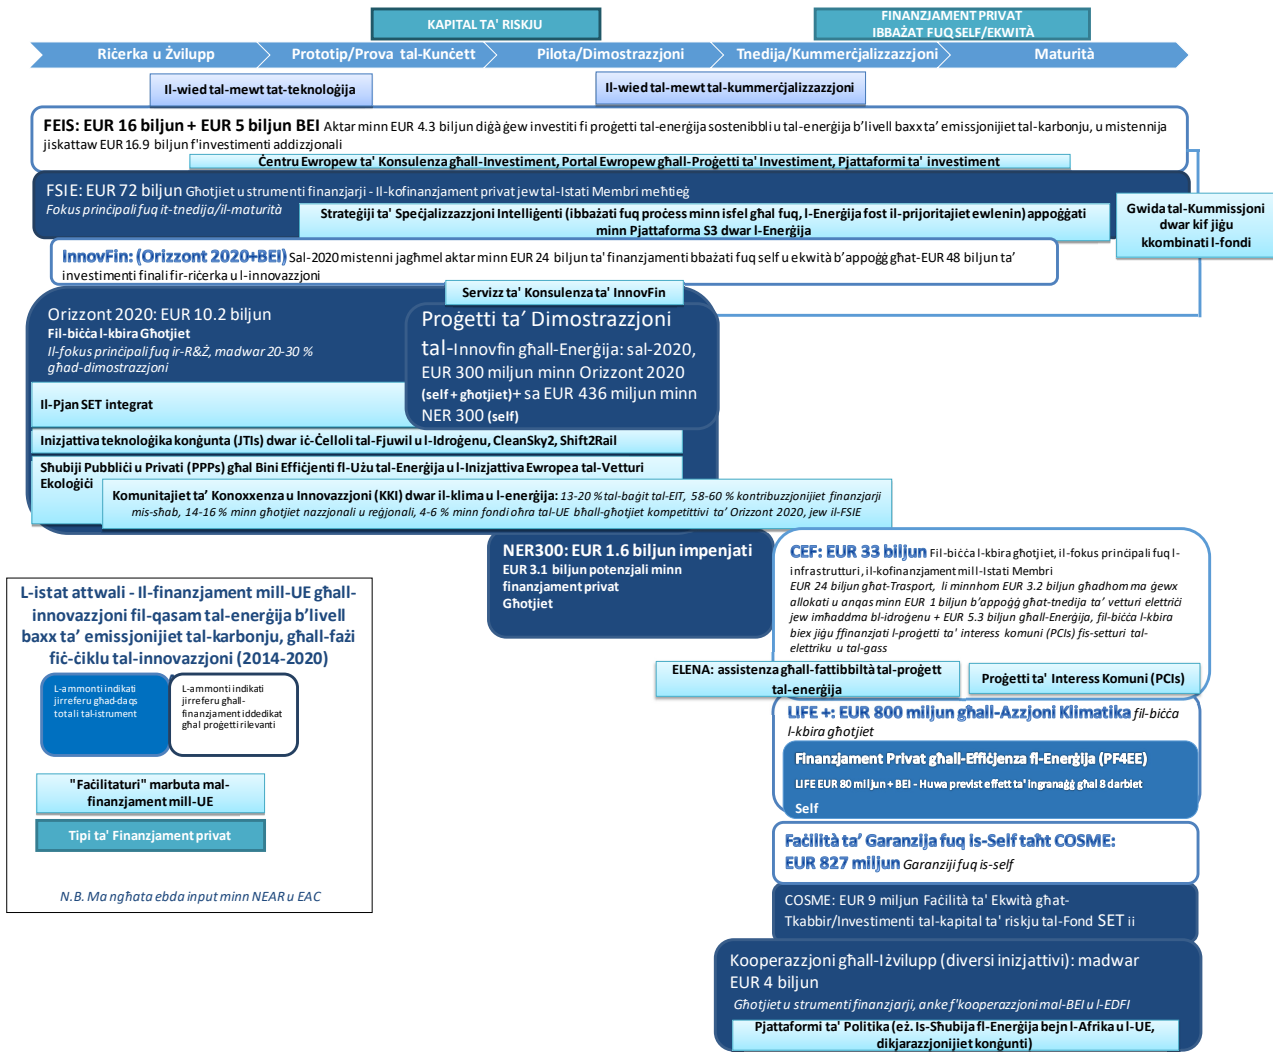 KAPITAL TA' RISKJU
FINANZJAMENT PRIVAT
IBBAŻAT FUQ SELF/EKWITÀ
Riċerka u Żvilupp
Prototip/Prova tal-Kunċett
Pilota/Dimostrazzjoni
Tnedija/Kummerċjalizzazzjoni
Maturità
Il-wied tal-mewt tat-teknoloġija
Il-wied tal-mewt tal-kummerċjalizzazzjoni
FEIS: EUR 16 biljun + EUR 5 biljun BEI Aktar minn EUR 4.3 biljun diġà ġew investiti fi proġetti tal-enerġija sostenibbli u tal-enerġija b'livell baxx ta' emissjonijiet tal-karbonju, u mistennija
jiskattaw EUR 16.9 biljun f'investimenti addizzjonali
Ċentru Ewropew ta' Konsulenza għall-Investiment, Portal Ewropew għall-Proġetti ta' Investiment, Pjattaformi ta' investiment
FSIE: EUR 72 biljun Għotjiet u strumenti finanzjarji - Il-kofinanzjament privat jew tal-Istati Membri meħtieġ
Fokus prinċipali fuq it-tnedija/il-maturità
Strateġiji ta' Speċjalizzazzjoni Intelliġenti (ibbażati fuq proċess minn isfel għal fuq, l-Enerġija fost il-prijoritajiet ewlenin) appoġġati
minn Pjattaforma S3 dwar l-Enerġija
Gwida tal-Kummissjoni
dwar kif jiġu
kkombinati l-fondi
InnovFin: (Orizzont 2020+BEI) Sal-2020 mistenni jagħmel aktar minn EUR 24 biljun ta' finanzjamenti bbażati fuq self u ekwità b'appoġġ għat-EUR 48 biljun ta'
investimenti finali fir-riċerka u l-innovazzjoni
Servizz ta' Konsulenza ta' InnovFin
Orizzont 2020: EUR 10.2 biljun
Fil-biċċa l-kbira Għotjiet
Il-fokus prinċipali fuq ir-R&Ż, madwar 20-30 %
għad-dimostrazzjoni
Proġetti ta' Dimostrazzjoni
tal-Innovfin għall-Enerġija: sal-2020,
EUR 300 miljun minn Orizzont 2020
(self + għotjiet)+ sa EUR 436 miljun minn
NER 300 (self)
Il-Pjan SET integrat
Inizjattiva teknoloġika konġunta (JTIs) dwar iċ-Ċelloli tal-Fjuwil u l-Idroġenu, CleanSky2, Shift2Rail
Sħubiji Pubbliċi u Privati (PPPs) għal Bini Effiċjenti fl-Użu tal-Enerġija u l-Inizjattiva Ewropea tal-Vetturi
Ekoloġiċi
Komunitajiet ta' Konoxxenza u Innovazzjoni (KKI) dwar il-klima u l-enerġija: 13-20 % tal-baġit tal-EIT, 58-60 % kontribuzzjonijiet finanzjarji
mis-sħab, 14-16 % minn għotjiet nazzjonali u reġjonali, 4-6 % minn fondi oħra tal-UE bħall-għotjiet kompetittivi ta' Orizzont 2020, jew il-FSIE
NER300: EUR 1.6 biljun impenjati
EUR 3.1 biljun potenzjali minn
finanzjament privat
Għotjiet
CEF: EUR 33 biljun Fil-biċċa l-kbira għotjiet, il-fokus prinċipali fuq l-
infrastrutturi, il-kofinanzjament mill-Istati Membri
EUR 24 biljun għat-Trasport, li minnhom EUR 3.2 biljun għadhom ma ġewx
allokati u anqas minn EUR 1 biljun b'appoġġ għat-tnedija ta' vetturi elettriċi
jew imħaddma bl-idroġenu + EUR 5.3 biljun għall-Enerġija, fil-biċċa l-kbira
biex jiġu ffinanzjati l-proġetti ta' interess komuni (PCIs) fis-setturi tal-
elettriku u tal-gass
ELENA: assistenza għall-fattibbiltà tal-proġett
tal-enerġija
Proġetti ta' Interess Komuni (PCIs)
LIFE +: EUR 800 miljun għall-Azzjoni Klimatika fil-biċċa
l-kbira għotjiet
Finanzjament Privat għall-Effiċjenza fl-Enerġija (PF4EE)
LIFE EUR 80 miljun + BEI - Huwa previst effett ta' ingranaġġ għal 8 darbiet
Self
Faċilità ta' Garanzija fuq is-Self taħt COSME:
EUR 827 miljun Garanziji fuq is-self
COSME: EUR 9 miljun Faċilità ta' Ekwità għat-
Tkabbir/Investimenti tal-kapital ta' riskju tal-Fond SET ii
Kooperazzjoni għall-Iżvilupp (diversi inizjattivi): madwar
EUR 4 biljun
Għotjiet u strumenti finanzjarji, anke f'kooperazzjoni mal-BEI u l-EDFI
Pjattaformi ta' Politika (eż. Is-Sħubija fl-Enerġija bejn l-Afrika u l-UE,
dikjarazzjonijiet konġunti)
L-istat attwali - Il-finanzjament mill-UE għall-
innovazzjoni fil-qasam tal-enerġija b'livell
baxx ta' emissjonijiet tal-karbonju, għall-fażi
fiċ-ċiklu tal-innovazzjoni (2014-2020)
L-ammonti indikati
jirreferu għad-daqs
totali tal-istrument
L-ammonti indikati
jirreferu għall-
finanzjament iddedikat
għal proġetti rilevanti
"Faċilitaturi" marbuta mal-
finanzjament mill-UE
Tipi ta' Finanzjament privat
N.B. Ma ngħata ebda input minn NEAR u EAC